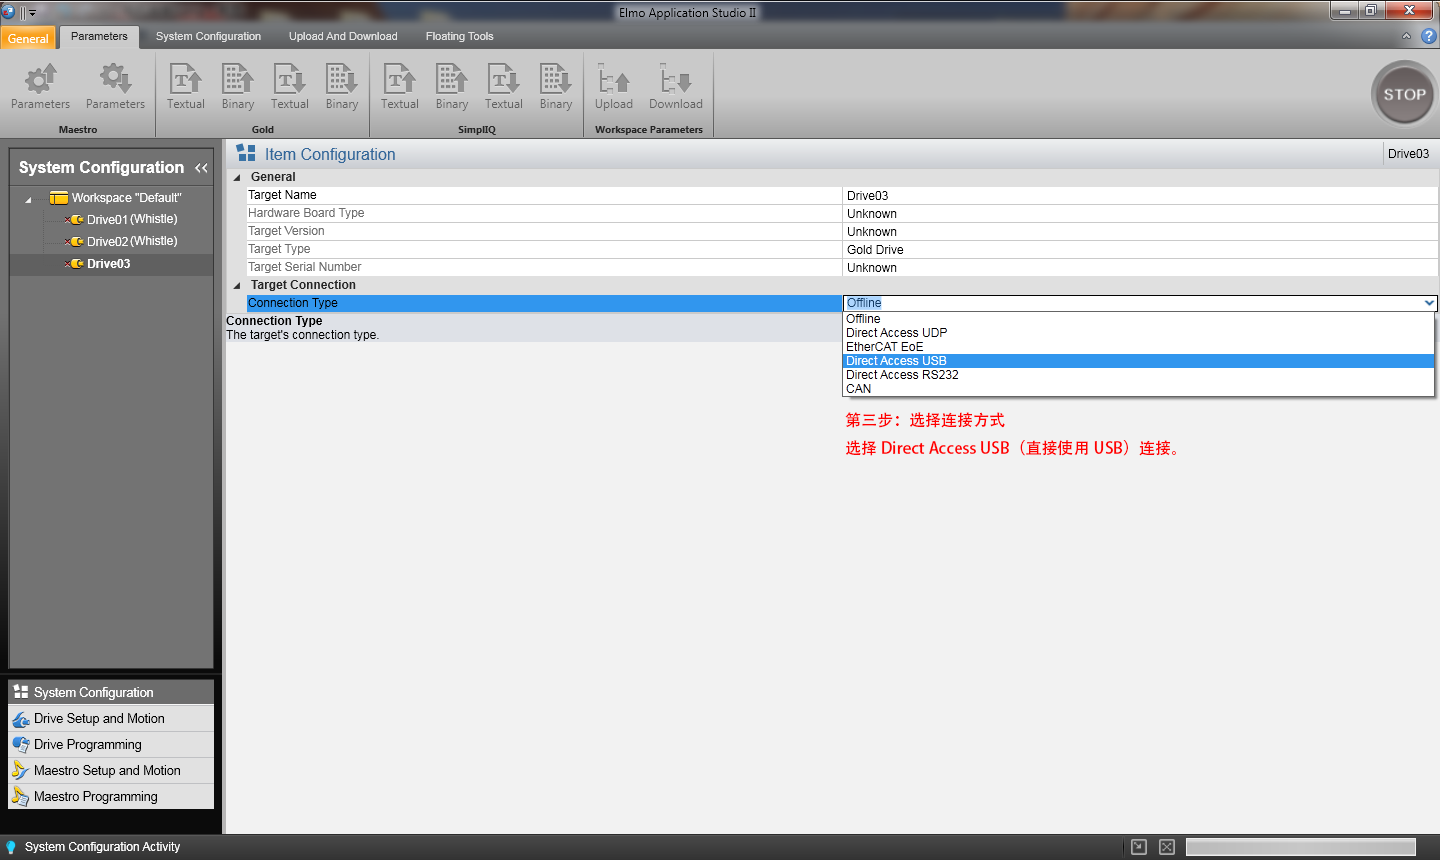 Elmo Application Studio II
General
Parameters
System Configuration
Upload And Download
Floating Tools
Parameters
Parameters
Textual
Binary
Textual
Binary
Textual
Binary
Textual
Binary
Upload
Download
STOP
Maestro
Gold
SimplIQ
Workspace Parameters
System Configuration
Workspace "Default"
Drive01 (Whistle)
Drive02 (Whistle)
Drive03
Item Configuration
Drive03
General
Target Name
Drive03
Hardware Board Type
Unknown
Target Version
Unknown
Target Type
Gold Drive
Target Serial Number
Unknown
Target Connection
Connection Type
Offline
Connection Type
The target's connection type.
Offline
Direct Access UDP
EtherCAT EoE
Direct Access USB
Direct Access RS232
CAN
第三步：选择连接方式
选择 Direct Access USB（直接使用 USB）连接。
System Configuration
Drive Setup and Motion
Drive Programming
Maestro Setup and Motion
Maestro Programming
System Configuration Activity